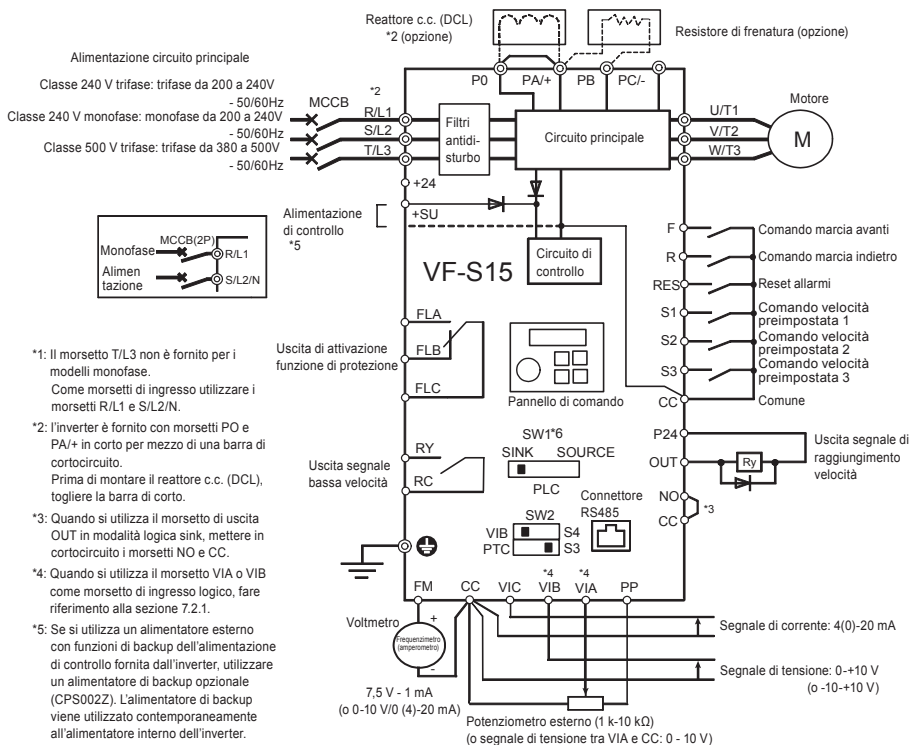 Reattore c.c. (DCL)
*2 (opzione)
Resistore di frenatura (opzione)
Alimentazione circuito principale
Classe 240 V trifase: trifase da 200 a 240V
- 50/60Hz
Classe 240 V monofase: monofase da 200 a 240V
- 50/60Hz
Classe 500 V trifase: trifase da 380 a 500V
- 50/60Hz
MCCB
*2
R/L1
S/L2
T/L3
P0
PA/+
PB
PC/-
Filtri
antidi-
sturbo
Circuito principale
U/T1
V/T2
W/T3
Motore
M
+24
+SU
Alimentazione
di controllo
*5
Circuito di
controllo
VF-S15
MCCB(2P)
Monofase
R/L1
Alimen
tazione
S/L2/N
F
Comando marcia avanti
R
Comando marcia indietro
RES
Reset allarmi
S1
Comando velocità
preimpostata 1
S2
Comando velocità
preimpostata 2
S3
Comando velocità
preimpostata 3
CC
Comune
FLA
FLB
FLC
Uscita di attivazione
funzione di protezione
Pannello di comando
RY
RC
Uscita segnale
bassa velocità
SW1*6
SINK SOURCE
PLC
SW2
VIB S4
PTC S3
Connettore
RS485
P24
OUT
Ry
Uscita segnale di
raggiungimento
velocità
NO
CC
*3
FM
CC
VIC
*4
VIB
*4
VIA
PP
Voltmetro
+
Frequenzimetro
(amperometro)
-
7,5 V - 1 mA
(o 0-10 V/0 (4)-20 mA)
Segnale di corrente: 4(0)-20 mA
Segnale di tensione: 0-+10 V
(o -10-+10 V)
Potenziometro esterno (1 k-10 kΩ)
(o segnale di tensione tra VIA e CC: 0 - 10 V)
*1: Il morsetto T/L3 non è fornito per i
modelli monofase.
Come morsetti di ingresso utilizzare i
morsetti R/L1 e S/L2/N.
*2: l'inverter è fornito con morsetti PO e
PA/+ in corto per mezzo di una barra di
cortocircuito.
Prima di montare il reattore c.c. (DCL),
togliere la barra di corto.
*3: Quando si utilizza il morsetto di uscita
OUT in modalità logica sink, mettere in
cortocircuito i morsetti NO e CC.
*4: Quando si utilizza il morsetto VIA o VIB
come morsetto di ingresso logico, fare
riferimento alla sezione 7.2.1.
*5: Se si utilizza un alimentatore esterno
con funzioni di backup dell'alimentazione
di controllo fornita dall'inverter, utilizzare
un alimentatore di backup opzionale
(CPS002Z). L'alimentatore di backup
viene utilizzato contemporaneamente
all'alimentatore interno dell'inverter.